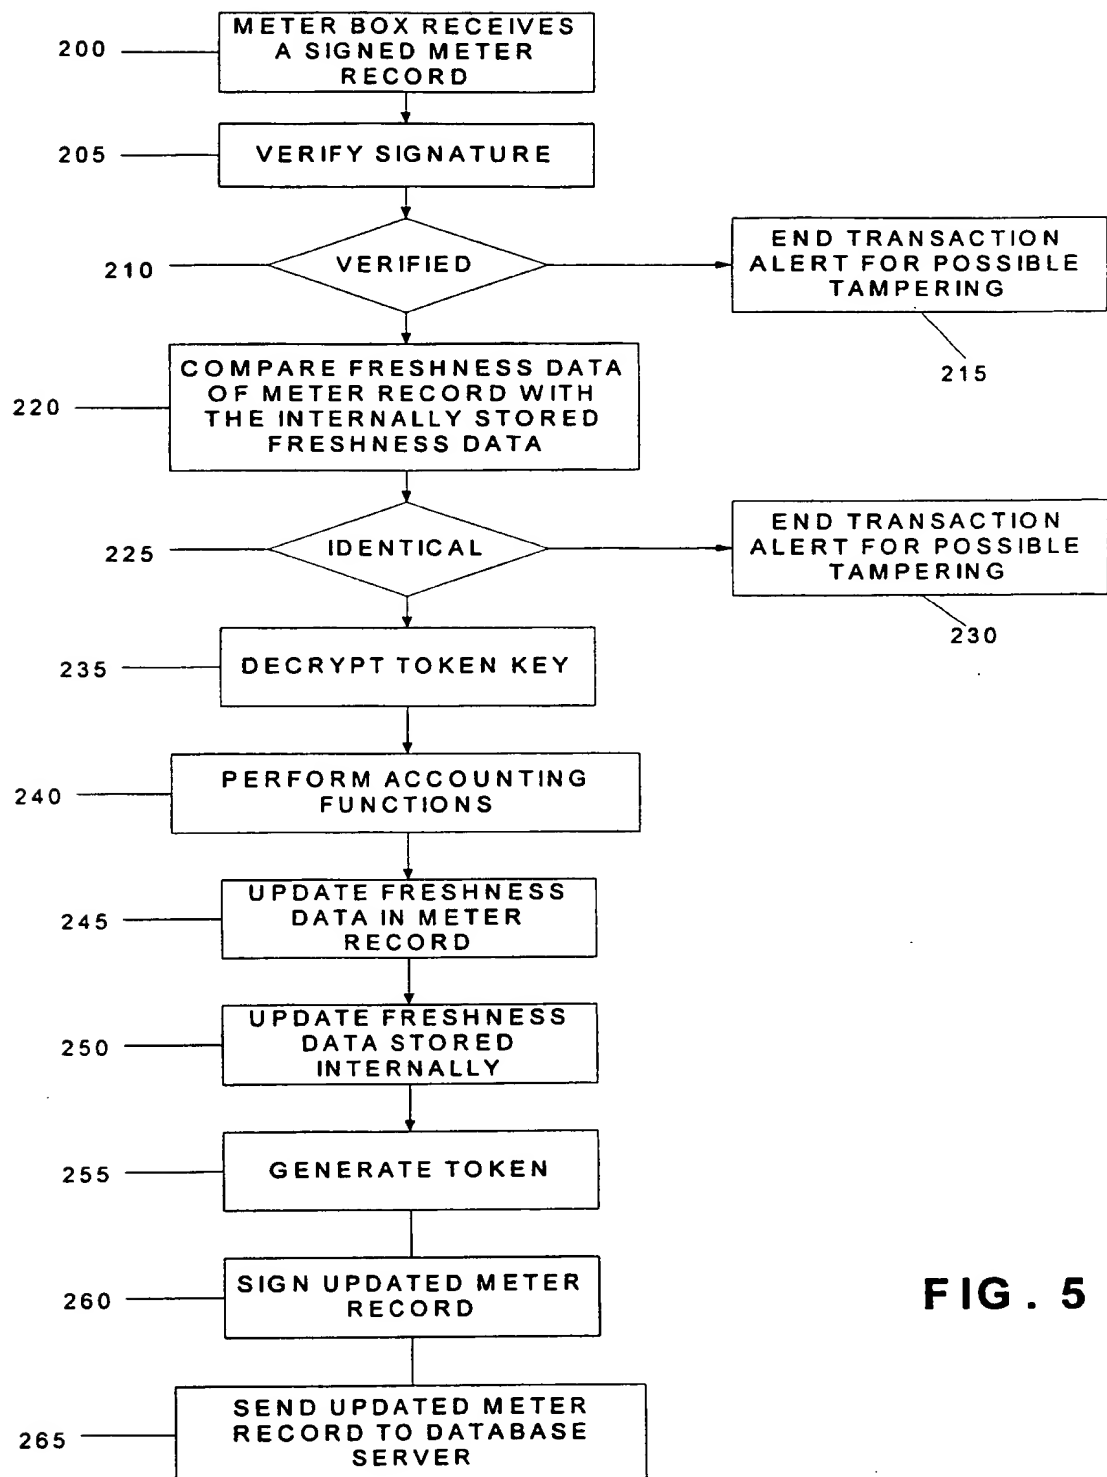 METER BOX RECEIVES
A SIGNED METER
RECORD
200
205
VERIFY SIGNATURE
210
VERIFIED
END TRANSACTION
ALERT FOR POSSIBLE
TAMPERING
215
220
COMPARE FRESHNESS DATA
OF METER RECORD WITH
THE INTERNALLY STORED
FRESHNESS DATA
225
IDENTICAL
END TRANSACTION
ALERT FOR POSSIBLE
TAMPERING
230
235
DECRYPT TOKEN KEY
240
PERFORM ACCOUNTING
FUNCTIONS
245
UPDATE FRESHNESS
DATA IN METER
RECORD
250
UPDATE FRESHNESS
DATA STORED
INTERNALLY
255
GENERATE TOKEN
260
SIGN UPDATED METER
RECORD
FIG. 5
265
SEND UPDATED METER
RECORD TO DATABASE
SERVER